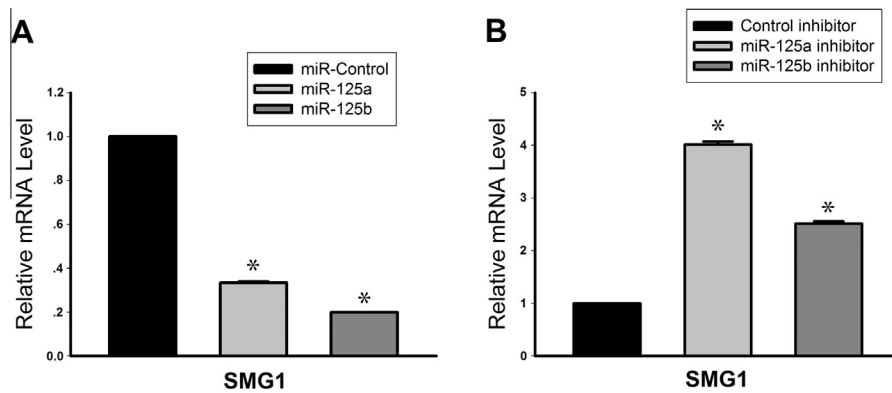 A
miR-Control
miR-125a
miR-125b
Relative mRNA Level
1.2
1.0
.8
.6
.4
.2
0.0
*
*
SMG1
B
Control inhibitor
miR-125a inhibitor
miR-125b inhibitor
Relative mRNA Level
5
4
3
2
1
0
*
*
SMG1